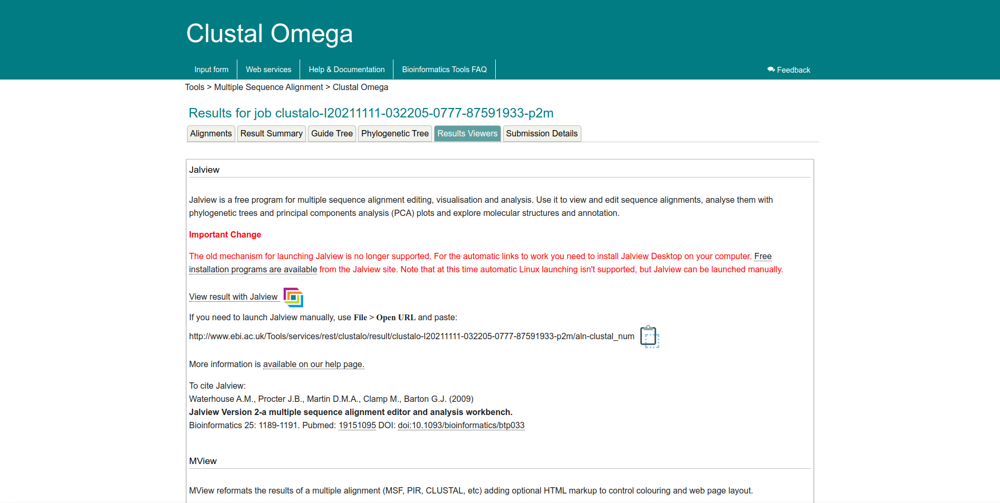 Clustal Omega
Input form
Web services
Help & Documentation
Bioinformatics Tools FAQ
Feedback
Tools > Multiple Sequence Alignment > Clustal Omega
Results for job clustalo-I20211111-032205-0777-87591933-p2m
Alignments
Result Summary
Guide Tree
Phylogenetic Tree
Results Viewers
Submission Details
Jalview
Jalview is a free program for multiple sequence alignment editing, visualisation and analysis. Use it to view and edit sequence alignments, analyse them with
phylogenetic trees and principal components analysis (PCA) plots and explore molecular structures and annotation.
Important Change
The old mechanism for launching Jalview is no longer supported. For the automatic links to work you need to install Jalview Desktop on your computer. Free
installation programs are available from the Jalview site. Note that at this time automatic Linux launching isn't supported, but Jalview can be launched manually.
View result with Jalview
If you need to launch Jalview manually, use File > Open URL and paste:
http://www.ebi.ac.uk/Tools/services/rest/clustalo/result/clustalo-I20211111-032205-0777-87591933-p2m/aln-clustal_num
More information is available on our help page.
To cite Jalview:
Waterhouse A.M., Procter J.B., Martin D.M.A., Clamp M., Barton G.J. (2009)
Jalview Version 2-a multiple sequence alignment editor and analysis workbench.
Bioinformatics 25: 1189-1191. Pubmed: 19151095 DOI: doi:10.1093/bioinformatics/btp033
MView
MView reformats the results of a multiple alignment (MSF, PIR, CLUSTAL, etc) adding optional HTML markup to control colouring and web page layout.